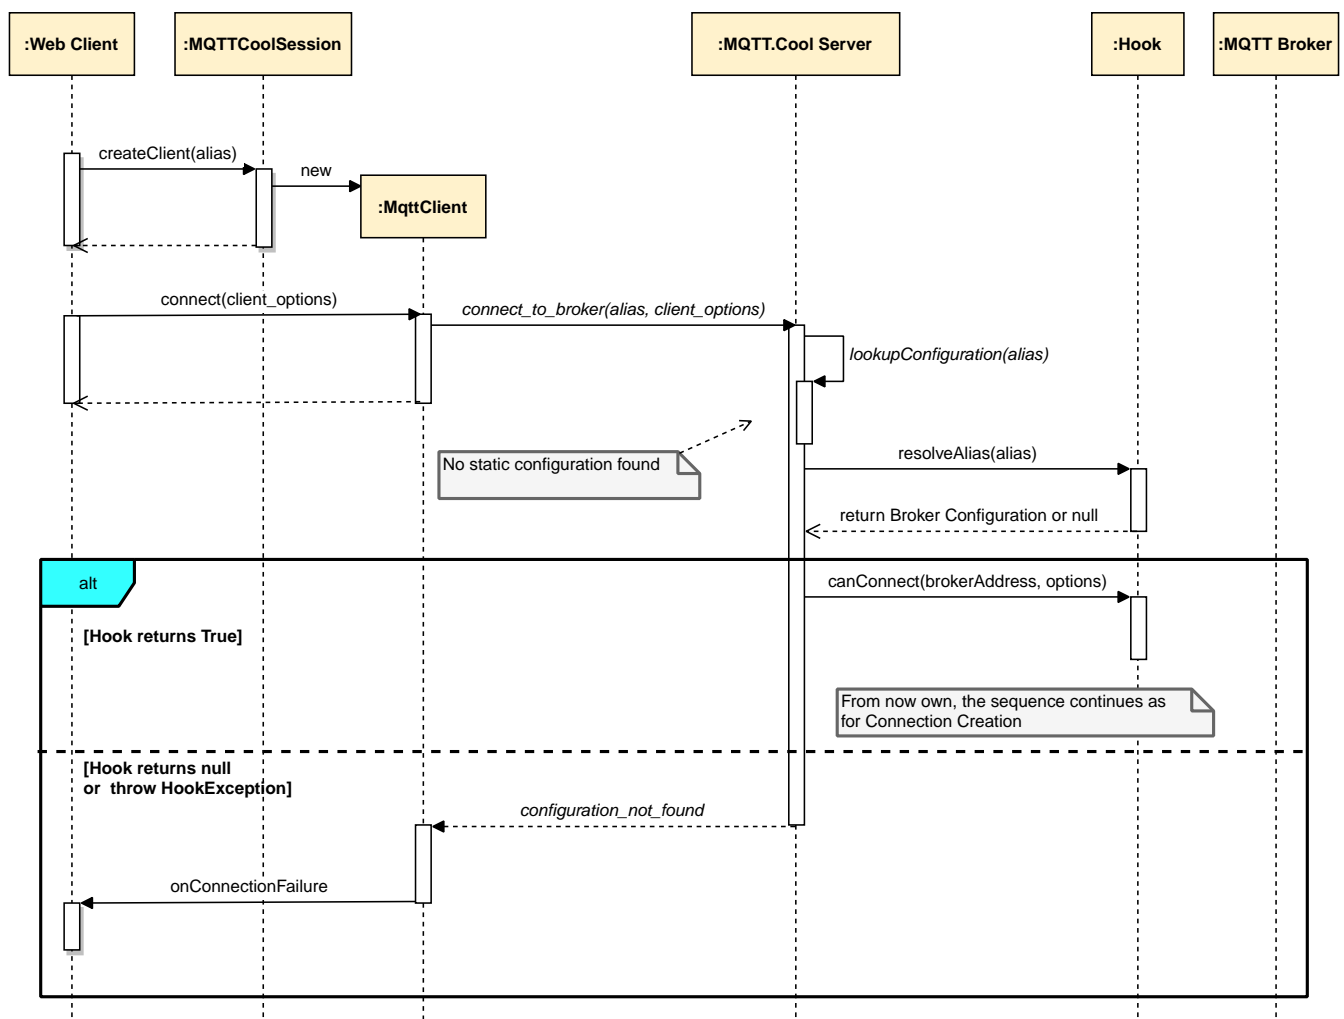 :Web Client
:MQTTCoolSession
:MQTT.Cool Server
:Hook
:MQTT Broker
createClient(alias)
new
:MqttClient
connect(client_options)
connect_to_broker(alias, client_options)
lookupConfiguration(alias)
No static configuration found
resolveAlias(alias)
return Broker Configuration or null
alt
canConnect(brokerAddress, options)
[Hook returns True]
From now own, the sequence continues as
for Connection Creation
[Hook returns null
or  throw HookException]
configuration_not_found
onConnectionFailure